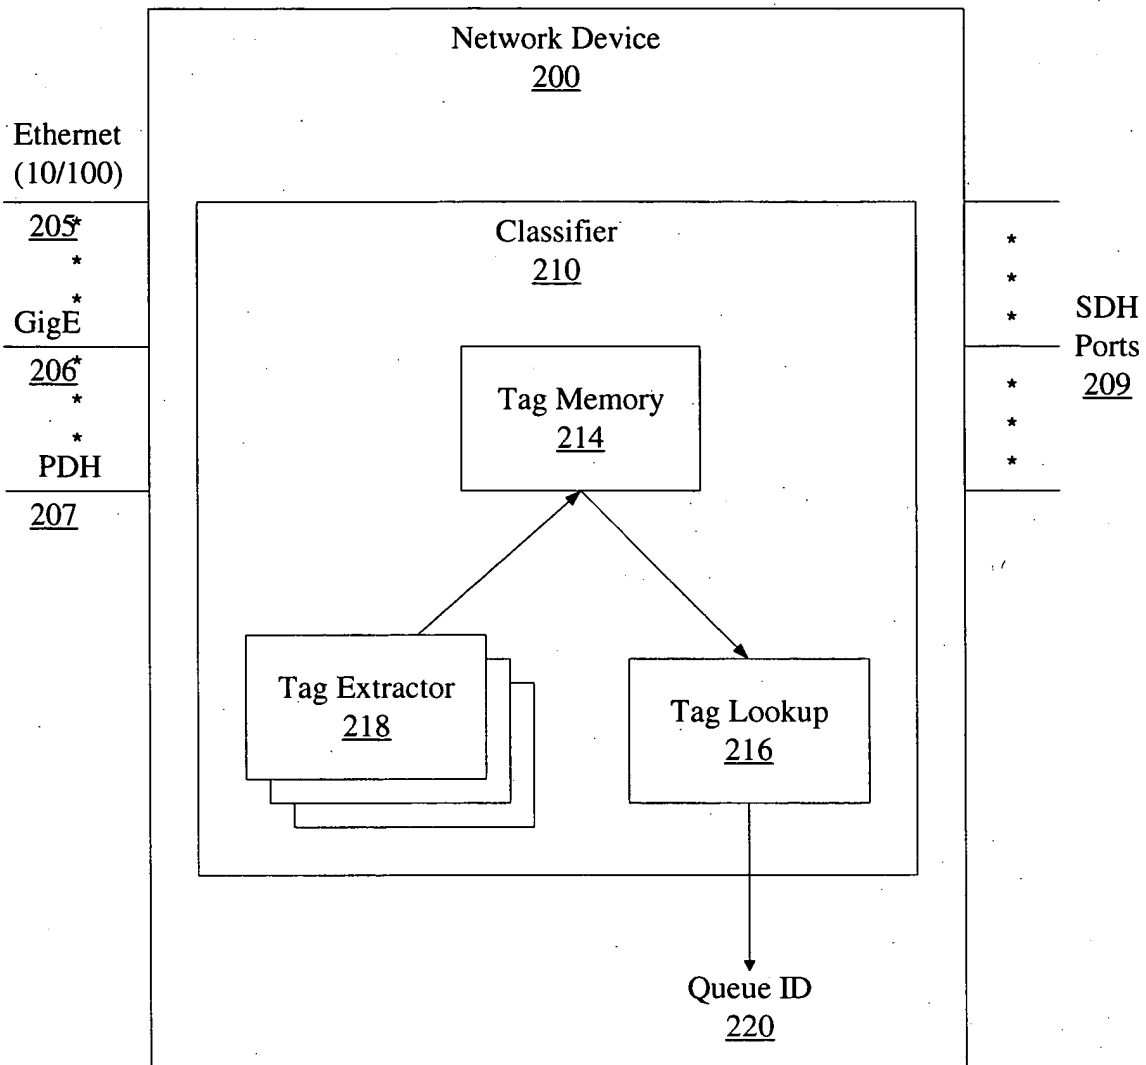 Network Device
200
Ethernet
(10/100)
205
*
*
*
GigE
206
*
*
*
PDH
207
Classifier
210
Tag Memory
214
Tag Extractor
218
Tag Lookup
216
Queue ID
220
*
*
*
*
*
*
SDH
Ports
209